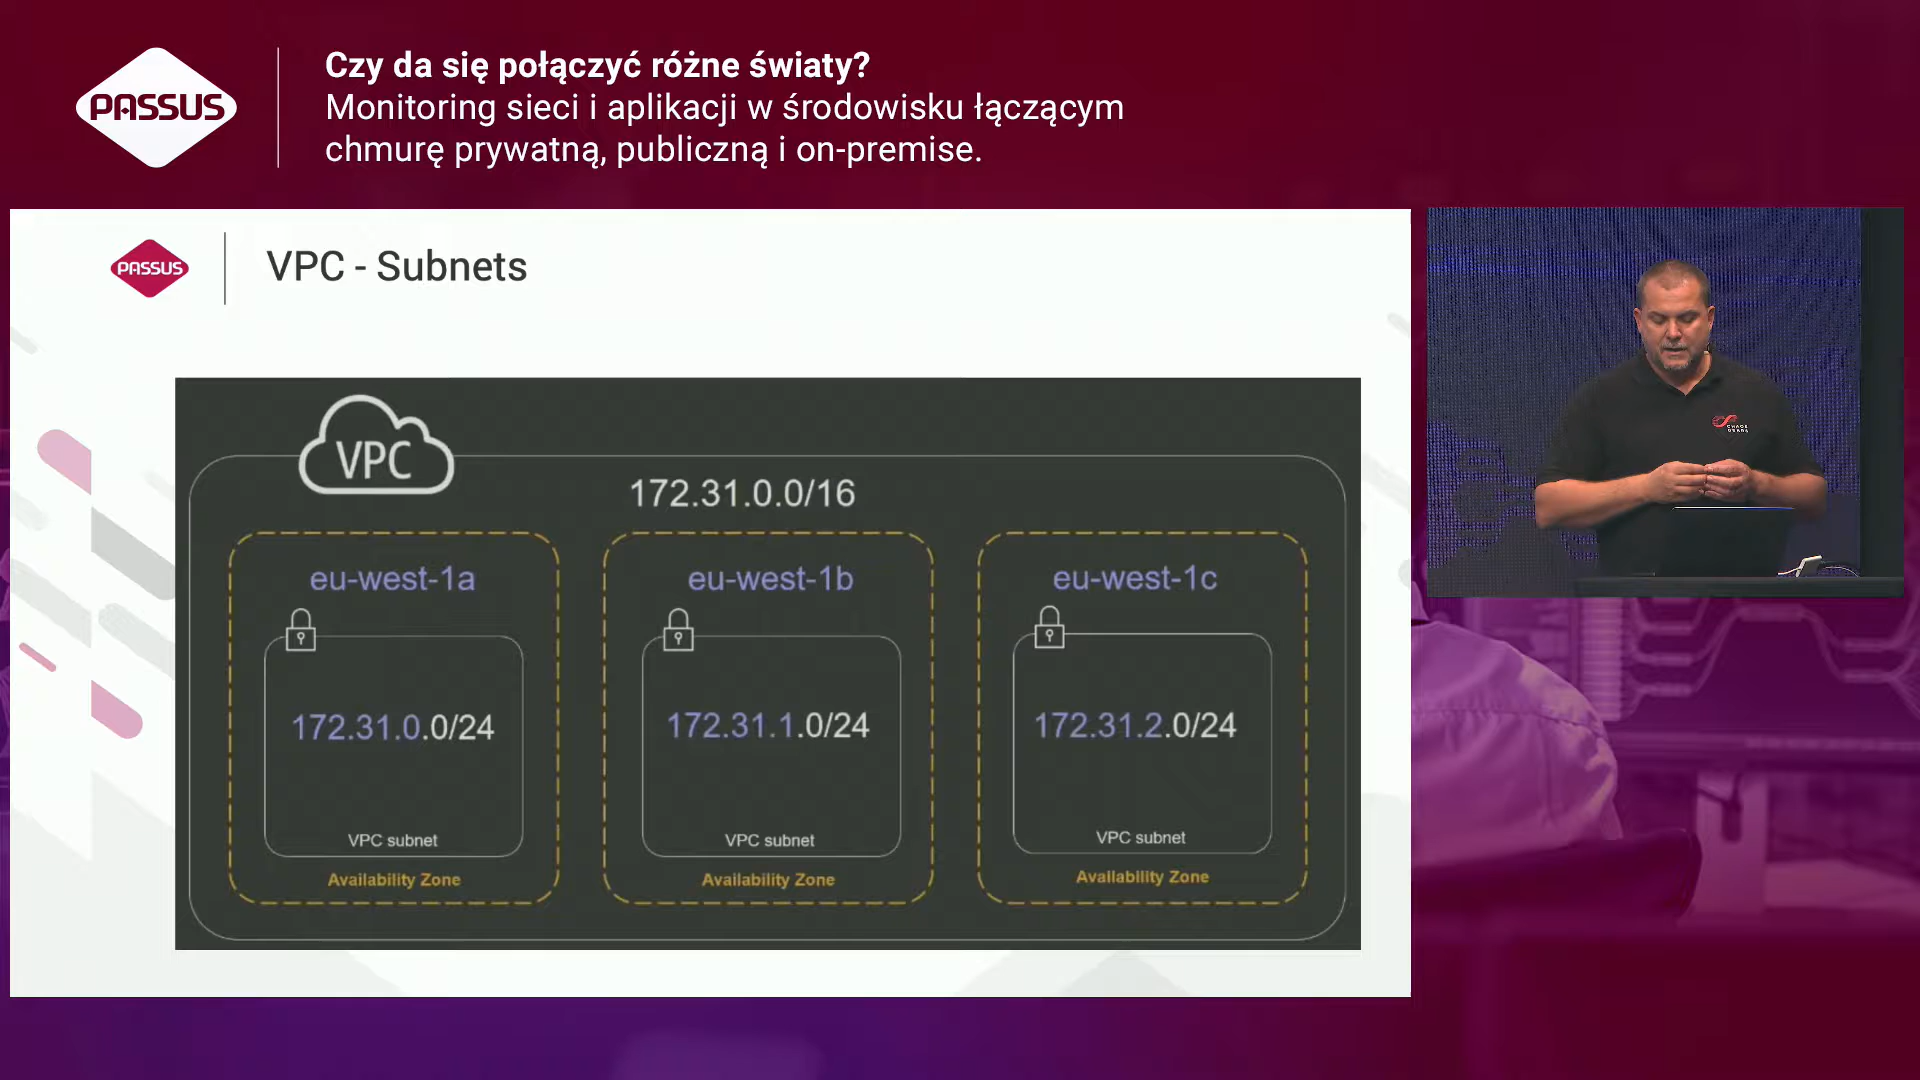 PASSUS
Czy da się połączyć różne światy?
Monitoring sieci i aplikacji w środowisku łączącym
chmurę prywatną, publiczną i on-premise.
PASSUS
VPC - Subnets
VPC
172.31.0.0/16
eu-west-1a
172.31.0.0/24
VPC subnet
Availability Zone
eu-west-1b
172.31.1.0/24
VPC subnet
Availability Zone
eu-west-1c
172.31.2.0/24
VPC subnet
Availability Zone
CHAOS
GEARS